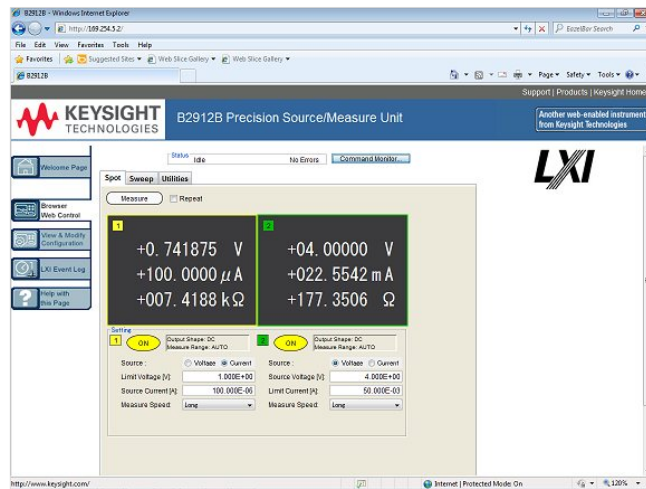 B2912B - Windows Internet Explorer
http://169.254.5.2/
File Edit View Favorites Tools Help
Favorites Suggested Sites Web Slice Gallery Web Slice Gallery
B2912B Page Safety Tools
Support | Products | Keysight Home
KEYSIGHT
TECHNOLOGIES
B2912B Precision Source/Measure Unit
Another web-enabled instrument
from Keysight Technologies
Status
Idle No Errors Command Monitor...
LXI
Welcome Page
Browser
Web Control
View & Modify
Configuration
LXI Event Log
Help with
this Page
Spot Sweep Utilities
Measure Repeat
1
+0.741875 V
+100.0000 μA
+007.4188 kΩ
2
+04.00000 V
+022.5542 mA
+177.3506 Ω
Setting
1 ON Output Shape: DC
Measure Range: AUTO
Source : Voltage Current
Limit Voltage [V]: 1.000E+00
Source Current [A]: 100.000E-06
Measure Speed: Long
2 ON Output Shape: DC
Measure Range: AUTO
Source : Voltage Current
Source Voltage [V]: 4.000E+00
Limit Current [A]: 50.000E-03
Measure Speed: Long
http://www.keysight.com/ Internet | Protected Mode: On 120%